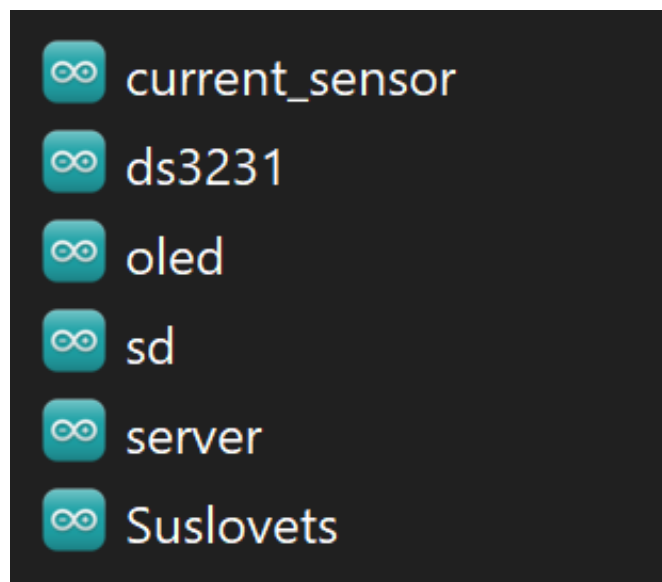 current_sensor
ds3231
oled
sd
server
Suslovets